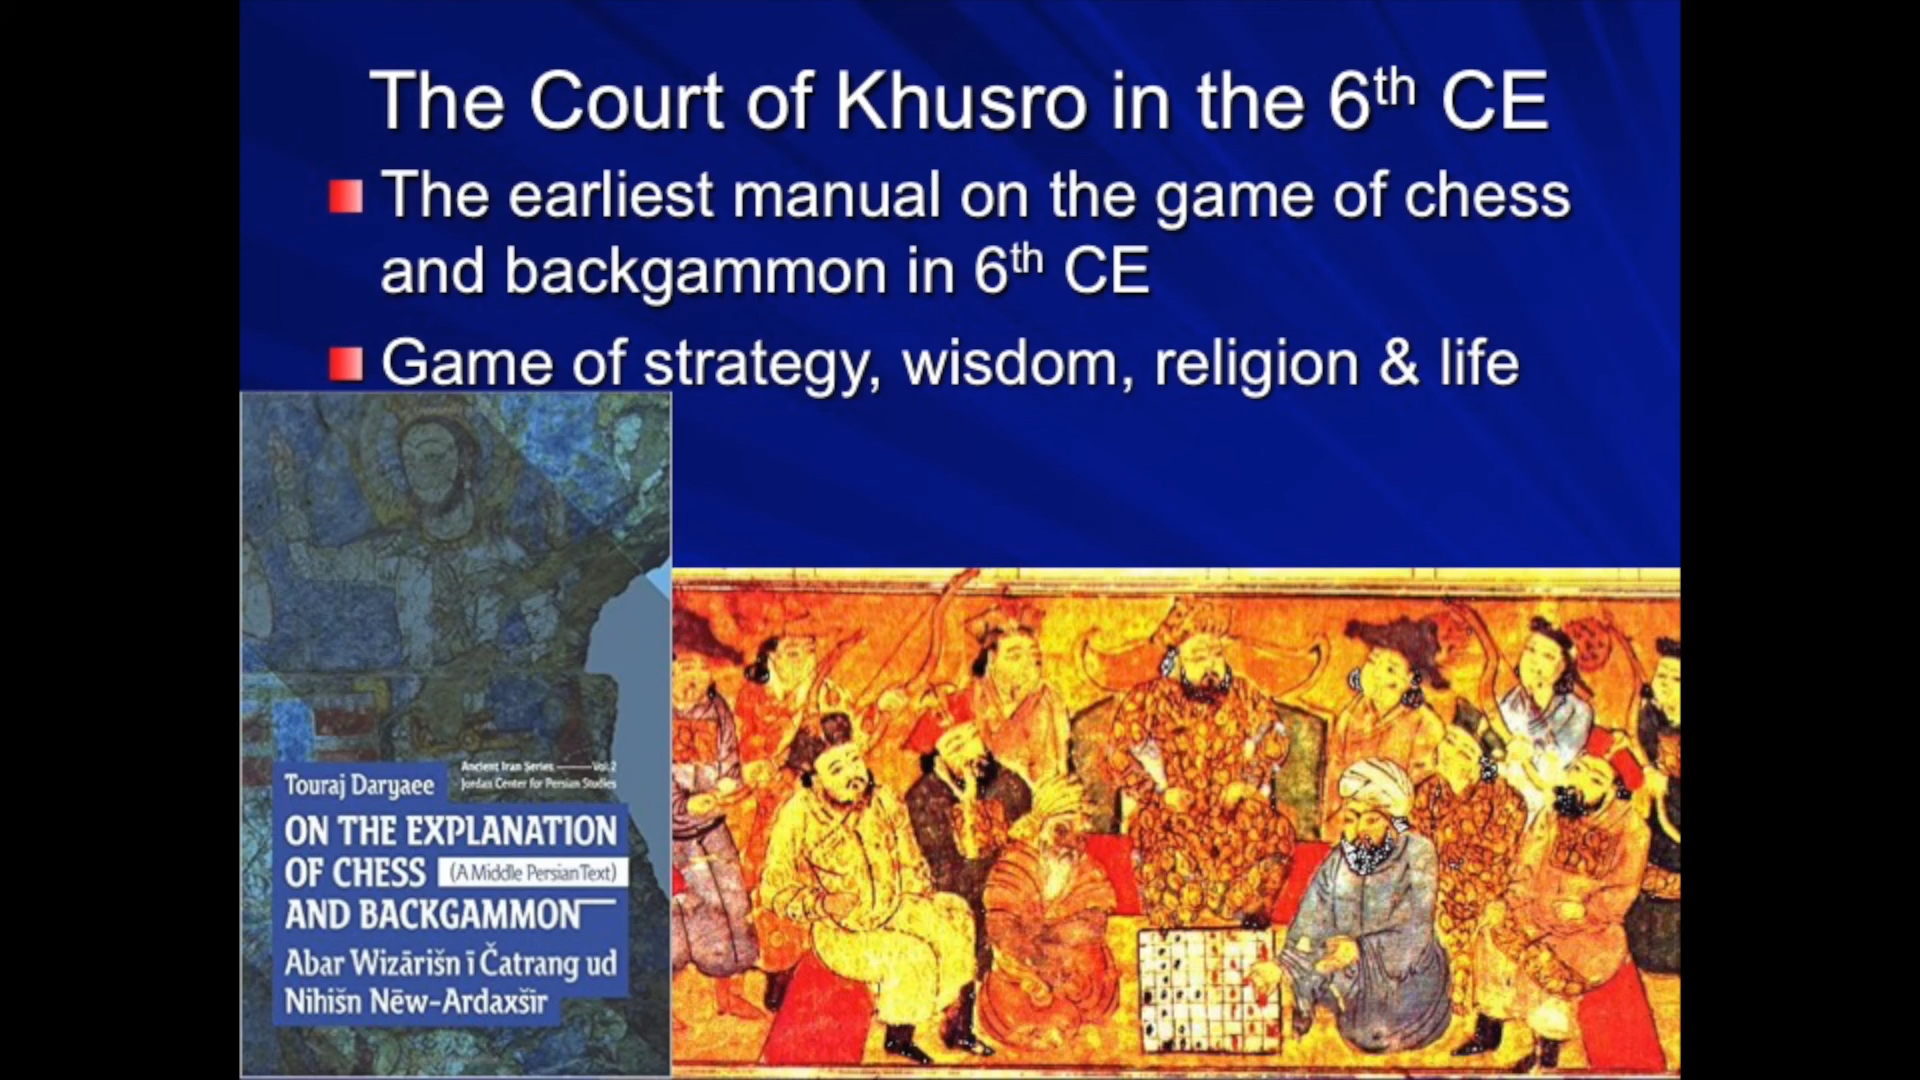 The Court of Khusro in the 6th CE
The earliest manual on the game of chess
and backgammon in 6th CE
Game of strategy, wisdom, religion & life
Touraj Daryaee
Ancient Iran Series Vol.2
Jordan Center for Persian Studies
ON THE EXPLANATION
OF CHESS (A Middle Persian Text)
AND BACKGAMMON
Abar Wizārišn ī Čatrang ud
Nihišn Nēw-Ardaxšīr